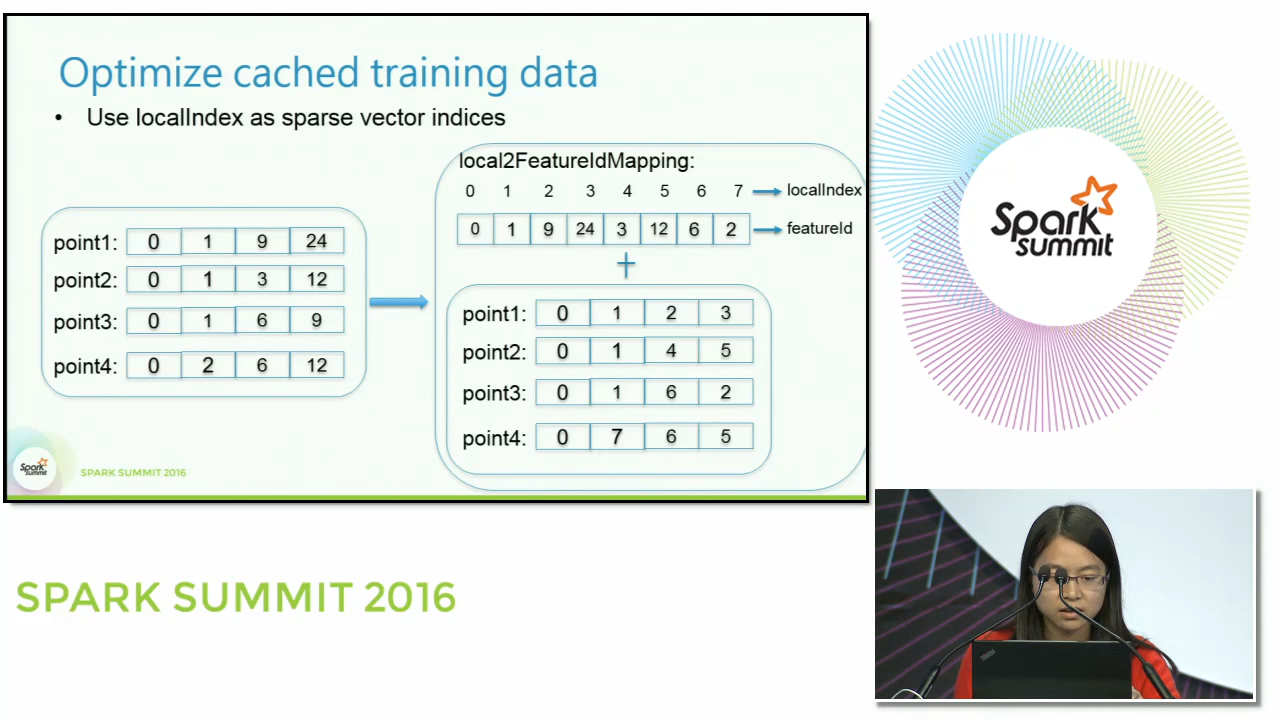 Optimize cached training data
• Use localIndex as sparse vector indices
point1: 0 1 9 24
point2: 0 1 3 12
point3: 0 1 6 9
point4: 0 2 6 12
local2FeatureIdMapping:
0 1 2 3 4 5 6 7 localIndex
0 1 9 24 3 12 6 2 featureId
+
point1: 0 1 2 3
point2: 0 1 4 5
point3: 0 1 6 2
point4: 0 7 6 5
Spark
summit
SPARK SUMMIT 2016
Spark
summit
SPARK SUMMIT 2016
ThinkPad